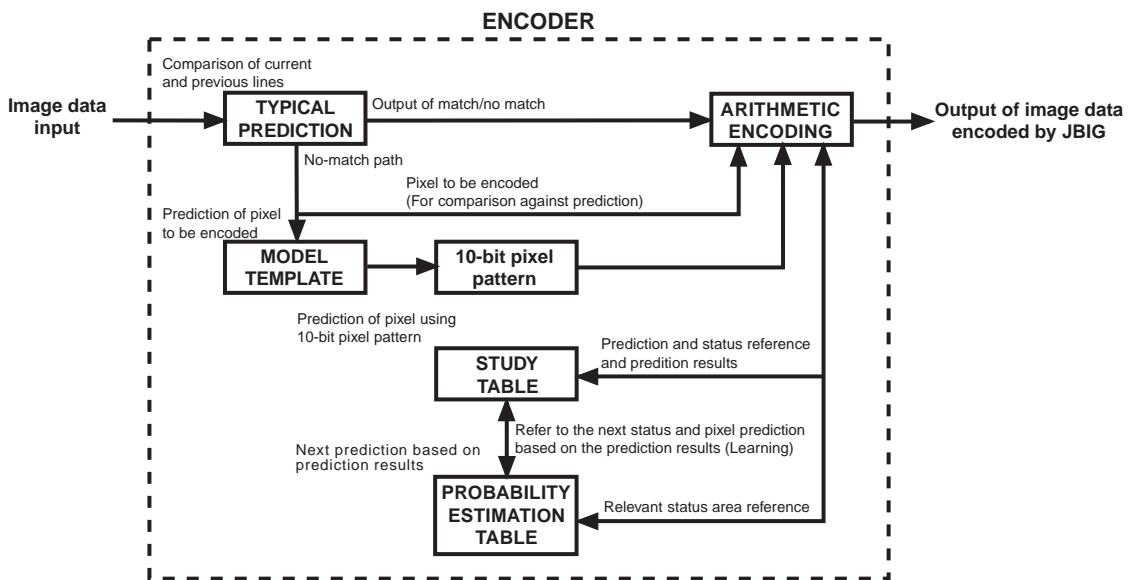 ENCODER
Comparison of current
and previous lines
Image data
input
TYPICAL
PREDICTION
Output of match/no match
ARITHMETIC
ENCODING
Output of image data
encoded by JBIG
No-match path
Pixel to be encoded
(For comparison against prediction)
Prediction of pixel
to be encoded
MODEL
TEMPLATE
10-bit pixel
pattern
Prediction of pixel using
10-bit pixel pattern
Prediction and status reference
and predition results
STUDY
TABLE
Refer to the next status and pixel prediction
based on the prediction results (Learning)
Next prediction based on
prediction results
PROBABILITY
ESTIMATION
TABLE
Relevant status area reference